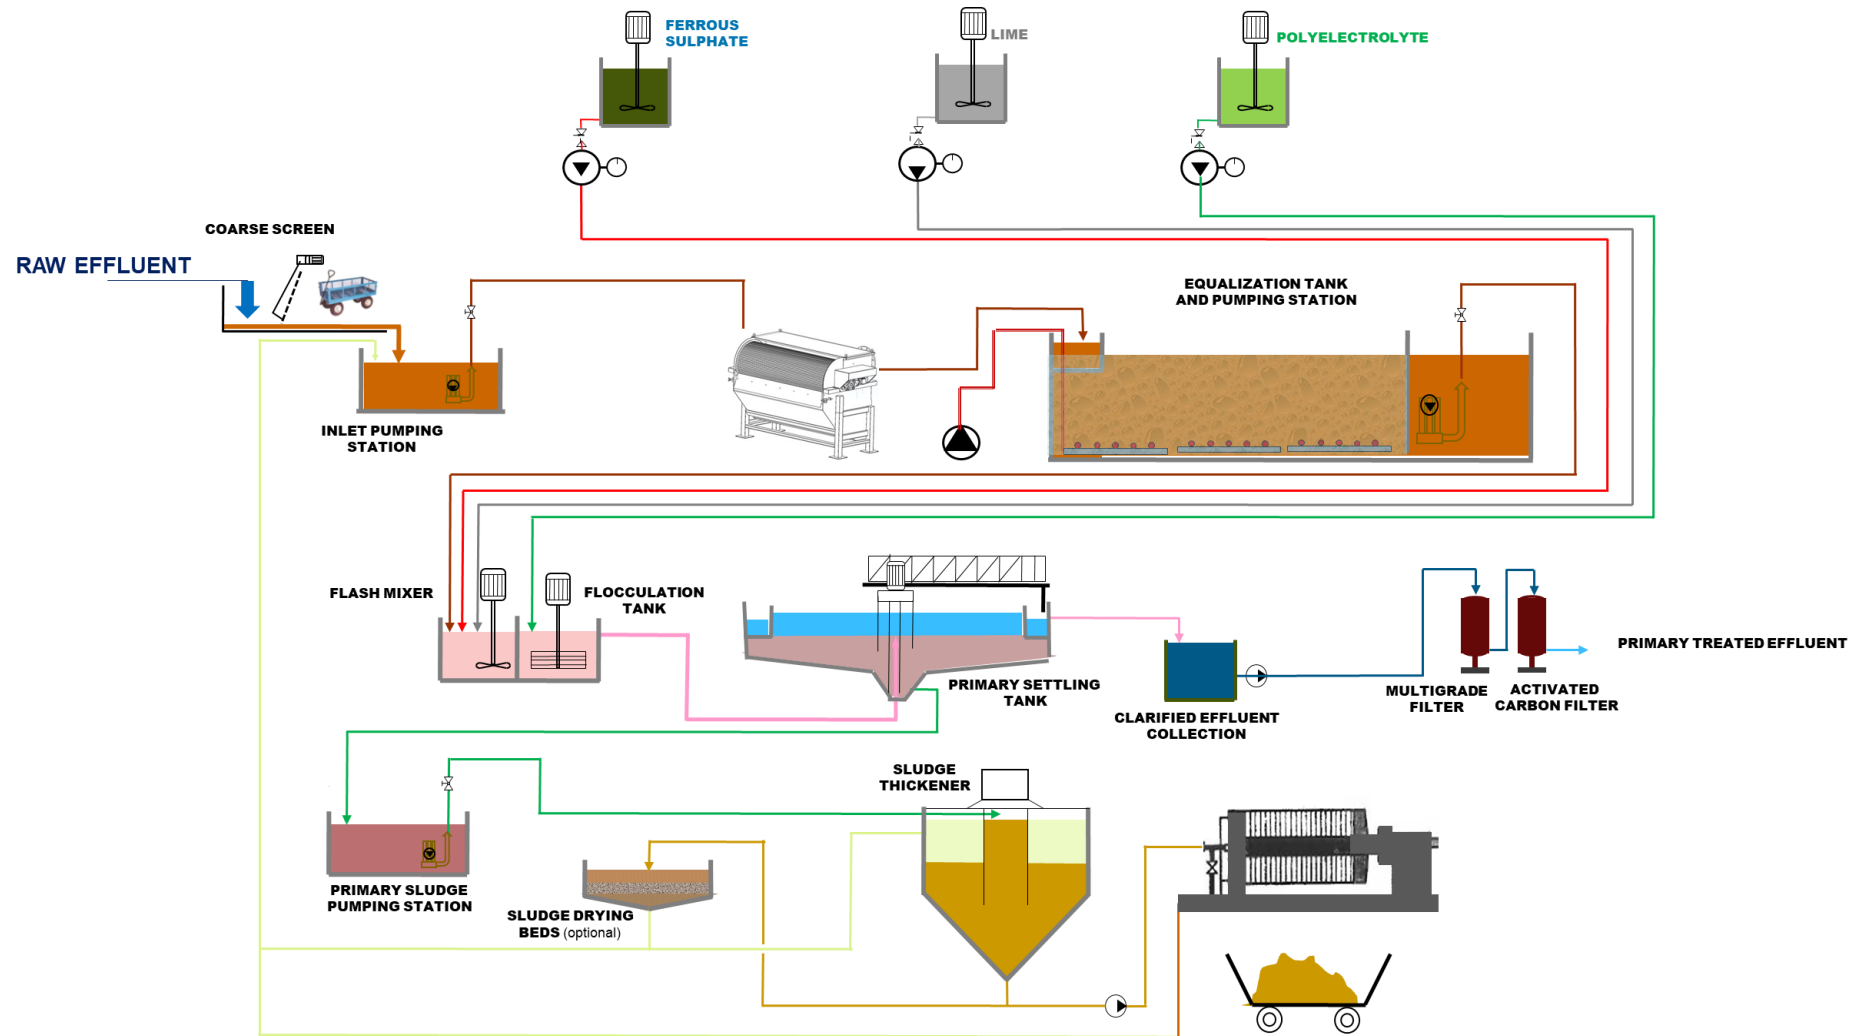 FERROUS
SULPHATE
LIME
POLYELECTROLYTE
COARSE SCREEN
RAW EFFLUENT
EQUALIZATION TANK
AND PUMPING STATION
INLET PUMPING
STATION
FLASH MIXER
FLOCCULATION
TANK
PRIMARY SETTLING
TANK
CLARIFIED EFFLUENT
COLLECTION
MULTIGRADE
FILTER
ACTIVATED
CARBON FILTER
PRIMARY TREATED EFFLUENT
SLUDGE
THICKENER
PRIMARY SLUDGE
PUMPING STATION
SLUDGE DRYING
BEDS (optional)